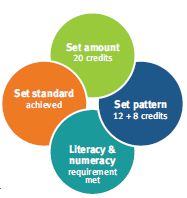 Set amount
20 credits
Set standard
achieved
Set pattern
12 + 8 credits
Literacy &
numeracy
requirement
met